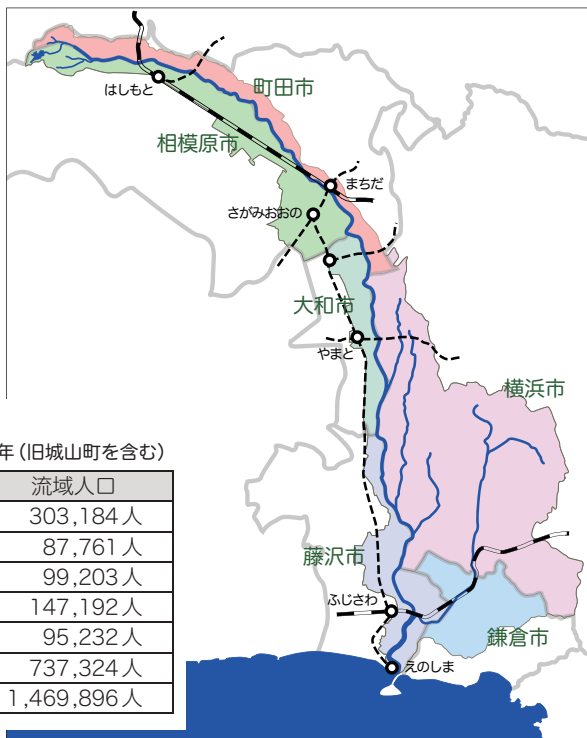 町田市
はしもと
相模原市
まちだ
さがみおおの
大和市
やまと
横浜市
年(旧城山町を含む)
流域人口
303,184人
87,761人
99,203人
147,192人
95,232人
737,324人
1,469,896人
藤沢市
ふじさわ
鎌倉市
えのしま